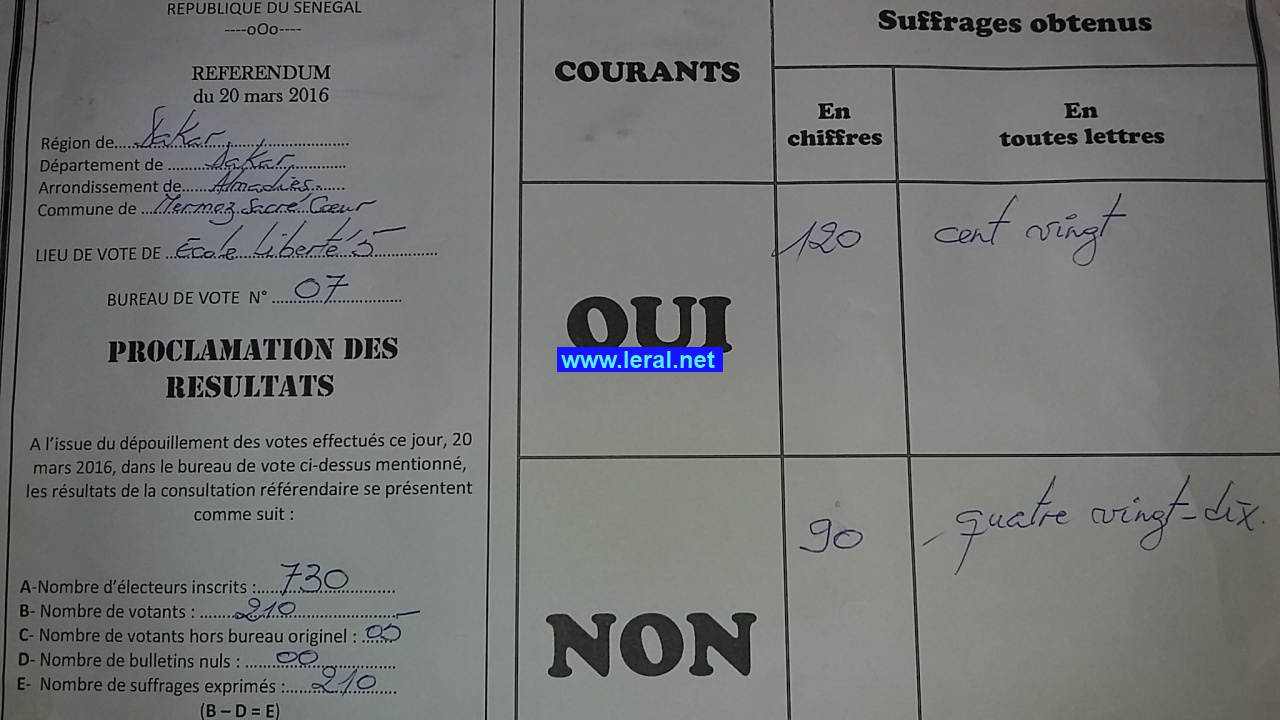 REPUBLIQUE DU SENEGAL
----oOo----
REFERENDUM
du 20 mars 2016
Région de....Dakar............................
Département de ..........Dakar............
Arrondissement de......Almadies.......
Commune de ...Mermoz Sacré Cœur
LIEU DE VOTE DE ..Ecole Liberté 5...............
BUREAU DE VOTE N° .....07.............
PROCLAMATION DES
RESULTATS
A l'issue du dépouillement des votes effectués ce jour, 20
mars 2016, dans le bureau de vote ci-dessus mentionné,
les résultats de la consultation référendaire se présentent
comme suit :
A-Nombre d'électeurs inscrits :.....730..........
B- Nombre de votants : ........210..............
C- Nombre de votants hors bureau originel : ..00
D- Nombre de bulletins nuls : ......00..............
E- Nombre de suffrages exprimés :......210....
(B – D = E)
COURANTS
Suffrages obtenus
En
chiffres
En
toutes lettres
OUI
120
cent vingt
www.leral.net
NON
90
quatre vingt-dix.